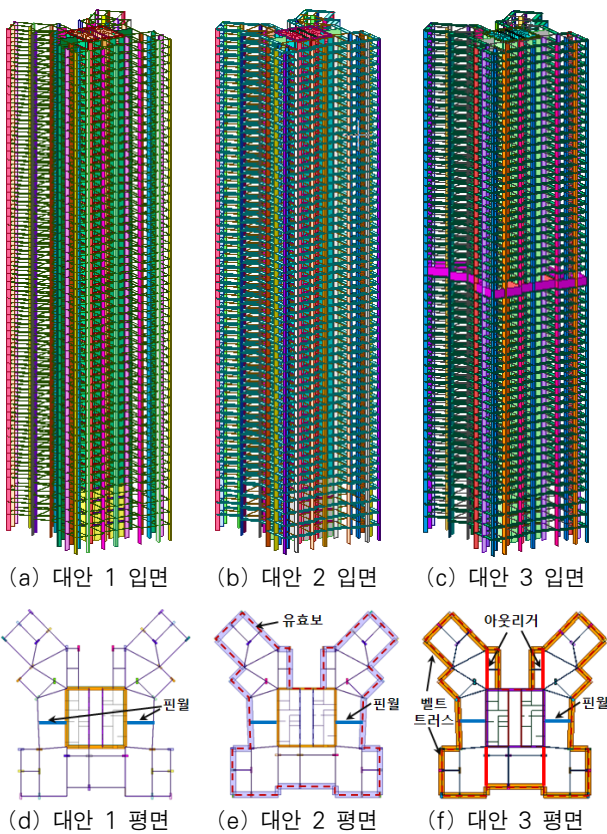 (a) 대안 1 입면
(b) 대안 2 입면
(c) 대안 3 입면
핀월
유효보
핀월
아웃리거
벨트
트러스
핀월
(d) 대안 1 평면
(e) 대안 2 평면
(f) 대안 3 평면